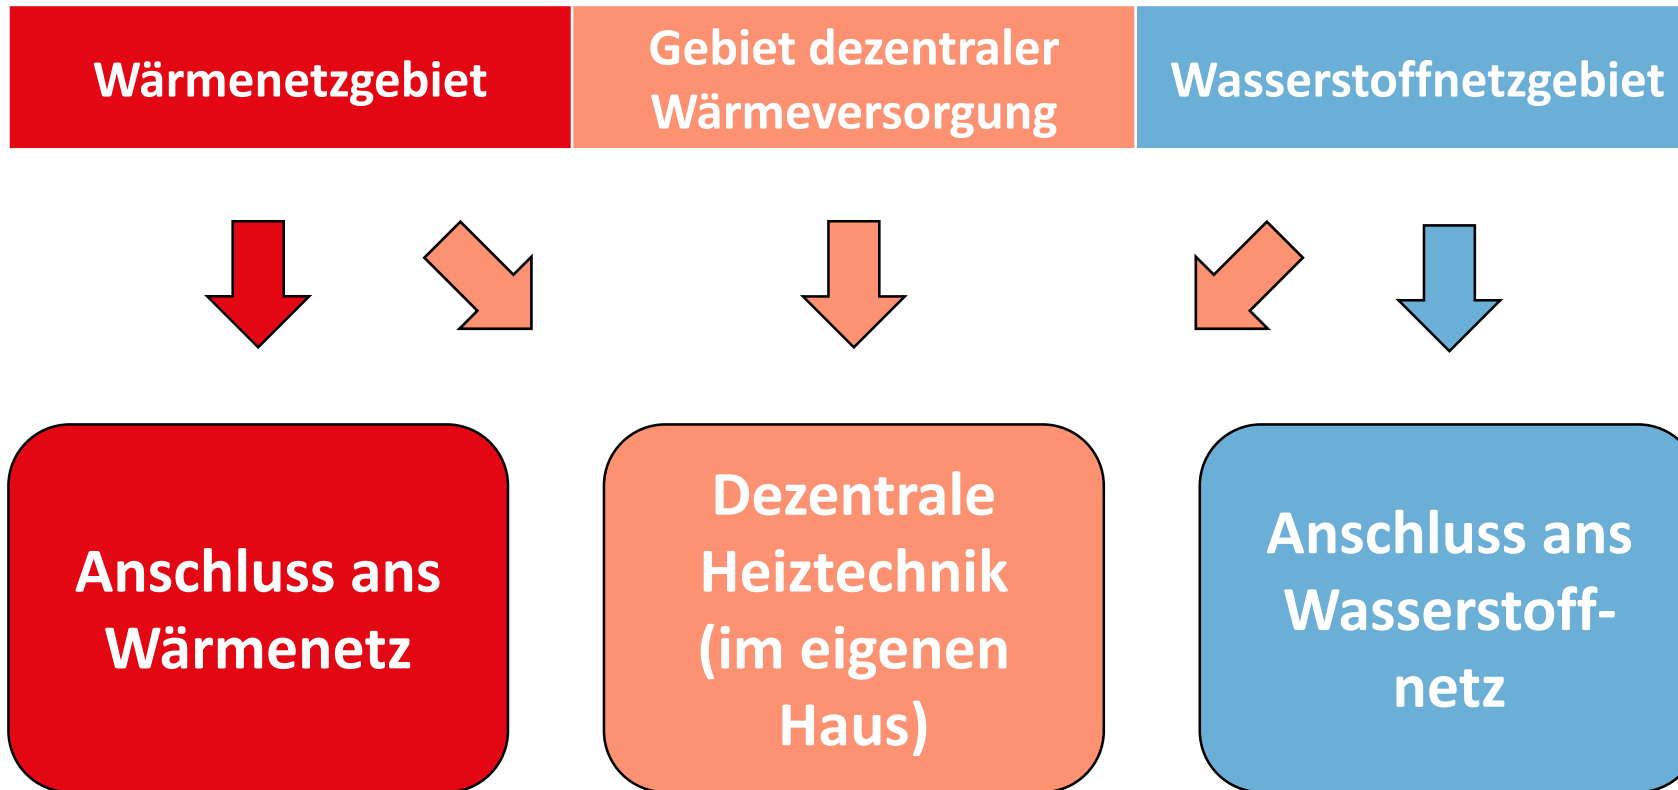 Wärmenetzgebiet
Gebiet dezentraler
Wärmeversorgung
Wasserstoffnetzgebiet
Anschluss ans
Wärmenetz
Dezentrale
Heiztechnik
(im eigenen
Haus)
Anschluss ans
Wasserstoff-
netz